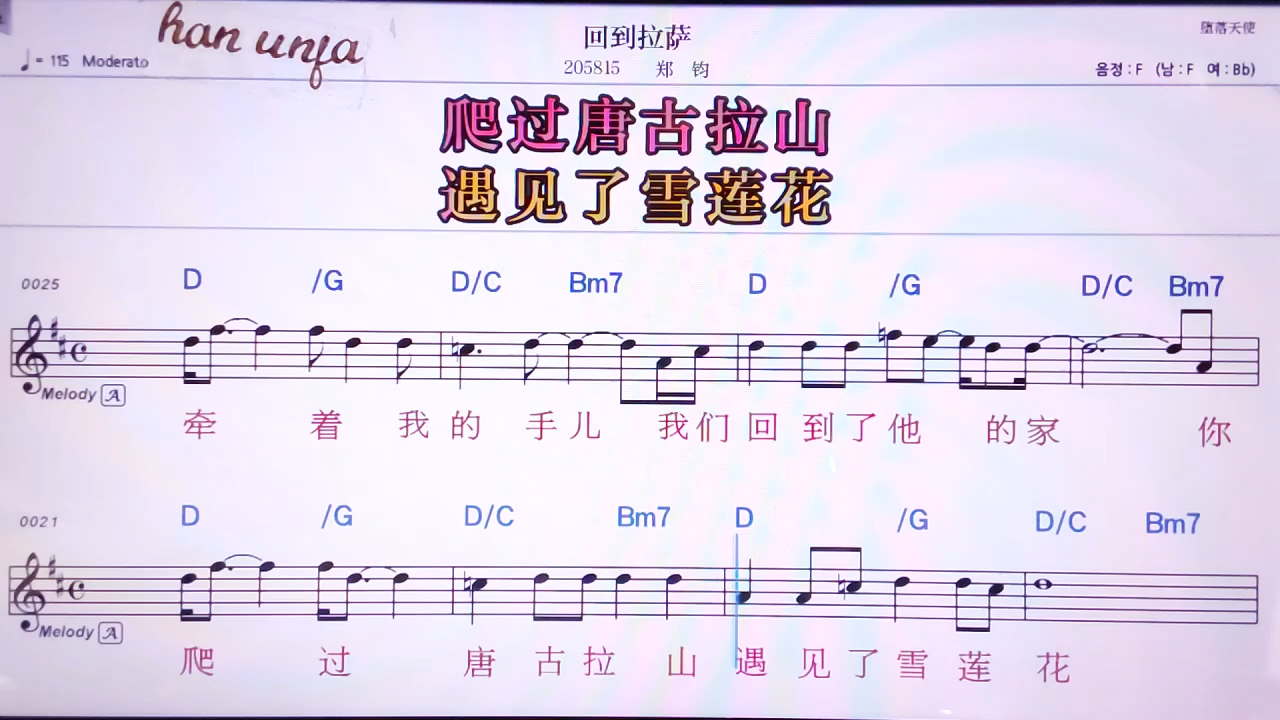 han unfa
回到拉萨
堕落天使
♩= 115 Moderato
205815 郑 钧
음정 : F (남 : F 여 : Bb)
爬过唐古拉山
遇见了雪莲花
0025 D /G D/C Bm7 D /G D/C Bm7
Melody A
牵 着 我 的 手 儿 我 们 回 到 了 他 的 家 你
0021 D /G D/C Bm7 D /G D/C Bm7
Melody A
爬 过 唐 古 拉 山 遇 见 了 雪 莲 花